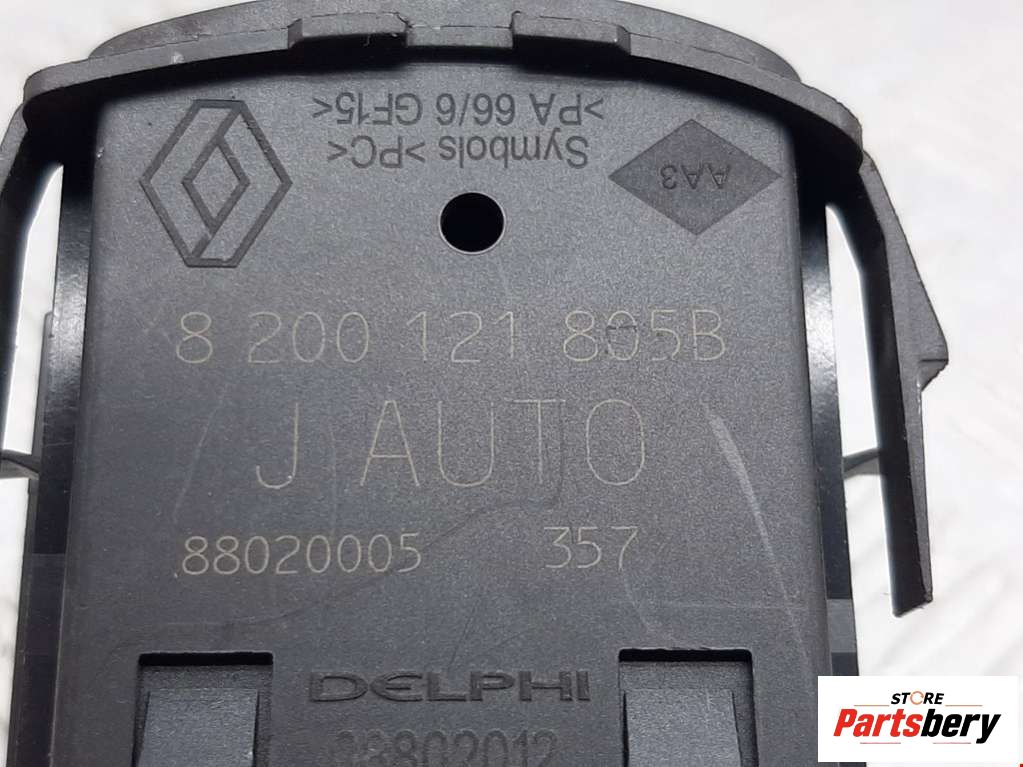 >PA 66/6 GF15<
Symbols >PC<
AA3
8 200 121 805B
J AUTO
88020005 357
DELPHI
STORE
Partsbery